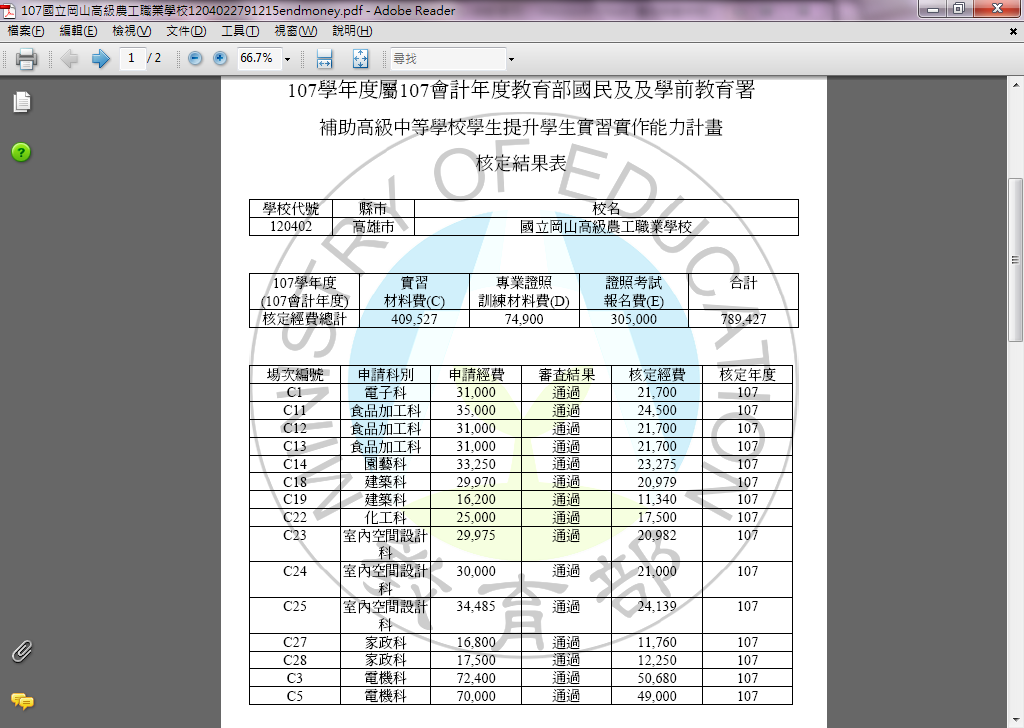 107國立岡山高級農工職業學校1204022791215endmoney.pdf - Adobe Reader
檔案(F) 編輯(E) 檢視(V) 文件(D) 工具(T) 視窗(W) 說明(H)
1 / 2 66.7% 尋找
107學年度屬107會計年度教育部國民及及學前教育署
補助高級中等學校學生提升學生實習實作能力計畫
核定結果表
學校代號 縣市 校名
120402 高雄市 國立岡山高級農工職業學校
107學年度 實習 專業證照 證照考試 合計
(107會計年度) 材料費(C) 訓練材料費(D) 報名費(E)
核定經費總計 409,527 74,900 305,000 789,427
場次編號 申請科別 申請經費 審查結果 核定經費 核定年度
C1 電子科 31,000 通過 21,700 107
C11 食品加工科 35,000 通過 24,500 107
C12 食品加工科 31,000 通過 21,700 107
C13 食品加工科 31,000 通過 21,700 107
C14 園藝科 33,250 通過 23,275 107
C18 建築科 29,970 通過 20,979 107
C19 建築科 16,200 通過 11,340 107
C22 化工科 25,000 通過 17,500 107
C23 室內空間設計 29,975 通過 20,982 107
科
C24 室內空間設計 30,000 通過 21,000 107
科
C25 室內空間設計 34,485 通過 24,139 107
科
C27 家政科 16,800 通過 11,760 107
C28 家政科 17,500 通過 12,250 107
C3 電機科 72,400 通過 50,680 107
C5 電機科 70,000 通過 49,000 107
MINISTRY OF EDUCATION
教育部